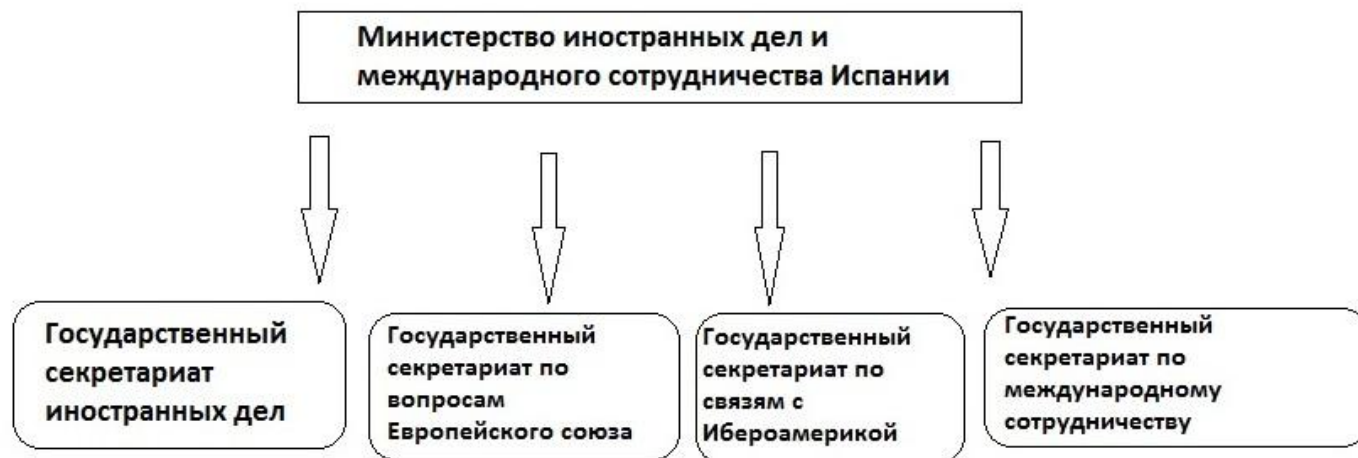 Министерство иностранных дел и
международного сотрудничества Испании
Государственный
секретариат
иностранных дел
Государственный
секретариат по
вопросам
Европейского союза
Государственный
секретариат по
связям с
Ибероамерикой
Государственный
секретариат по
международному
сотрудничеству